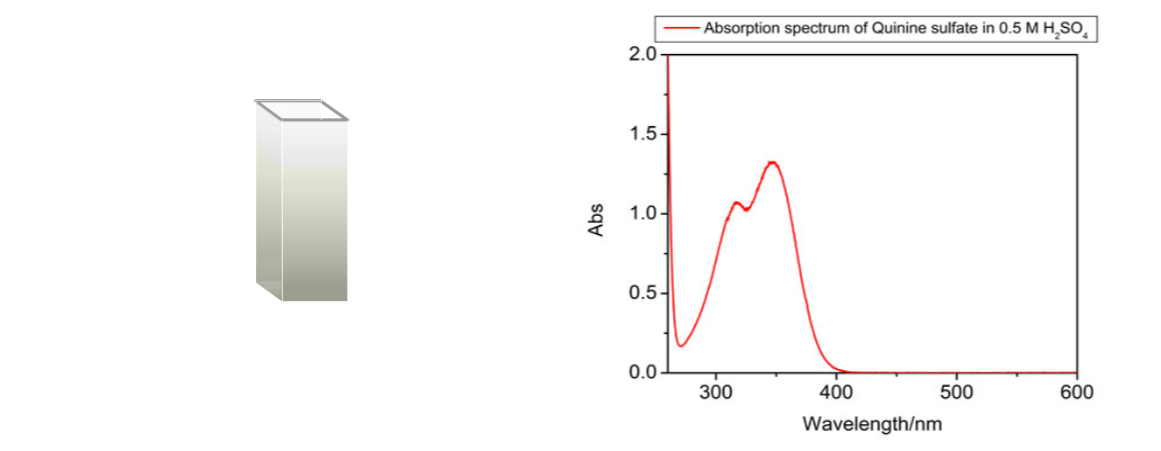 Absorption spectrum of Quinine sulfate in 0.5 M H₂SO₄
2.0
1.5
1.0
0.5
0.0
Abs
300 400 500 600
Wavelength/nm